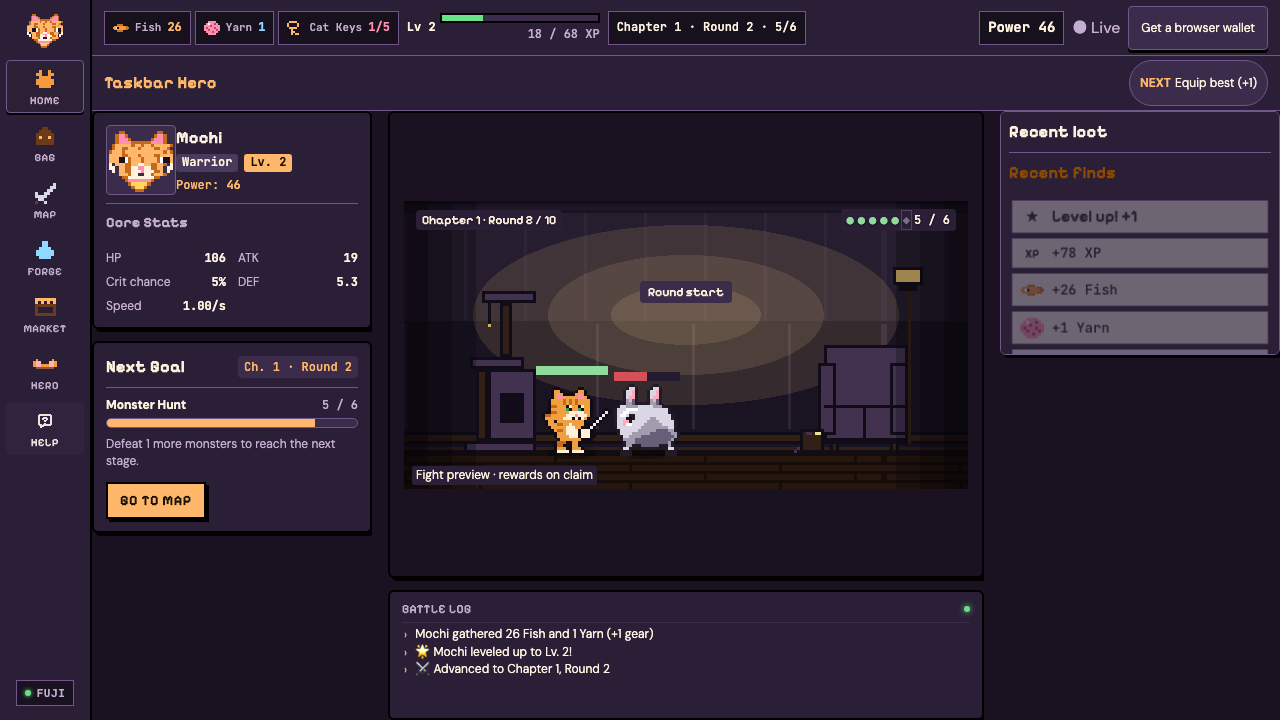 Fish 26
Yarn 1
Cat Keys 1/5
Lv 2
18 / 68 XP
Chapter 1 · Round 2 · 5/6
Power 46
Live
Get a browser wallet
Taskbar Hero
NEXT Equip best (+1)
HOME
BAG
MAP
FORGE
MARKET
HERO
HELP
FUJI
Mochi
Warrior
Lv. 2
Power: 46
Core Stats
HP 106 ATK 19
Crit chance 5% DEF 5.3
Speed 1.00/s
Next Goal
Ch. 1 · Round 2
Monster Hunt 5 / 6
Defeat 1 more monsters to reach the next
stage.
GO TO MAP
Chapter 1 · Round 2 / 10
5 / 6
Round start
Fight preview · rewards on claim
BATTLE LOG
› Mochi gathered 26 Fish and 1 Yarn (+1 gear)
› 🌟 Mochi leveled up to Lv. 2!
› ⚔️ Advanced to Chapter 1, Round 2
Recent loot
Recent finds
★ Level up! +1
XP +78 XP
+26 Fish
+1 Yarn